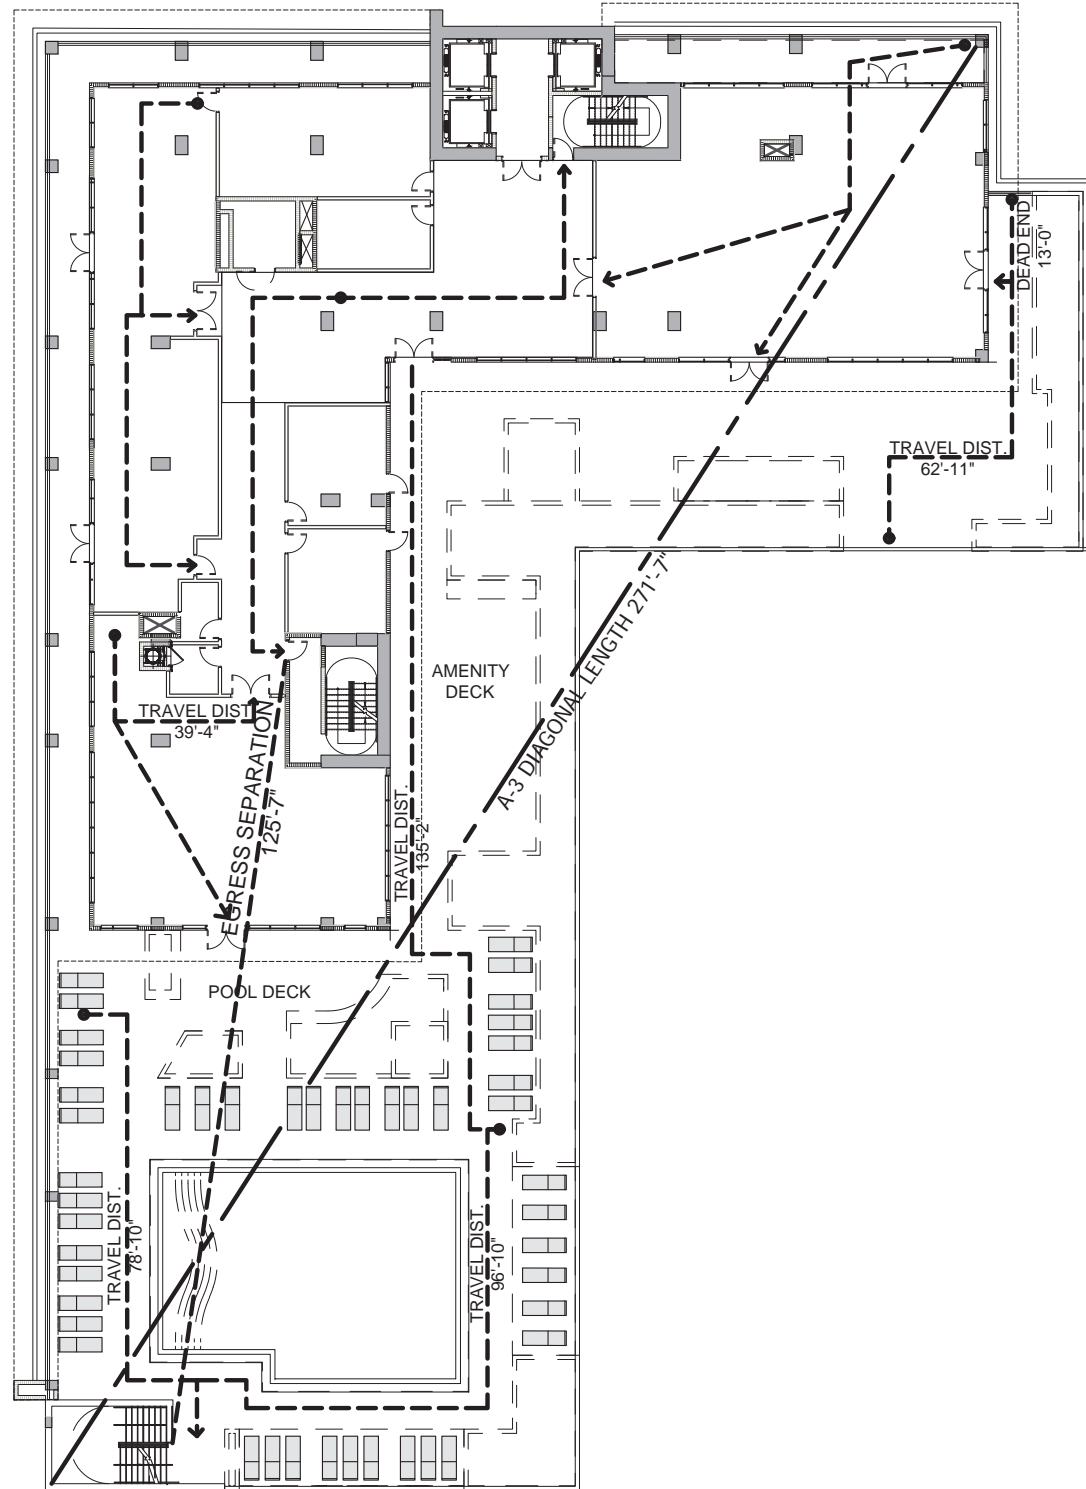 DEAD END
13'-0"
TRAVEL DIST.
62'-11"
A-3 DIAGONAL LENGTH 271'-7"
AMENITY
DECK
TRAVEL DIST.
39'-4"
EGRESS SEPARATION
125'-7"
TRAVEL DIST.
135'-2"
POOL DECK
TRAVEL DIST.
78'-10"
TRAVEL DIST.
96'-10"